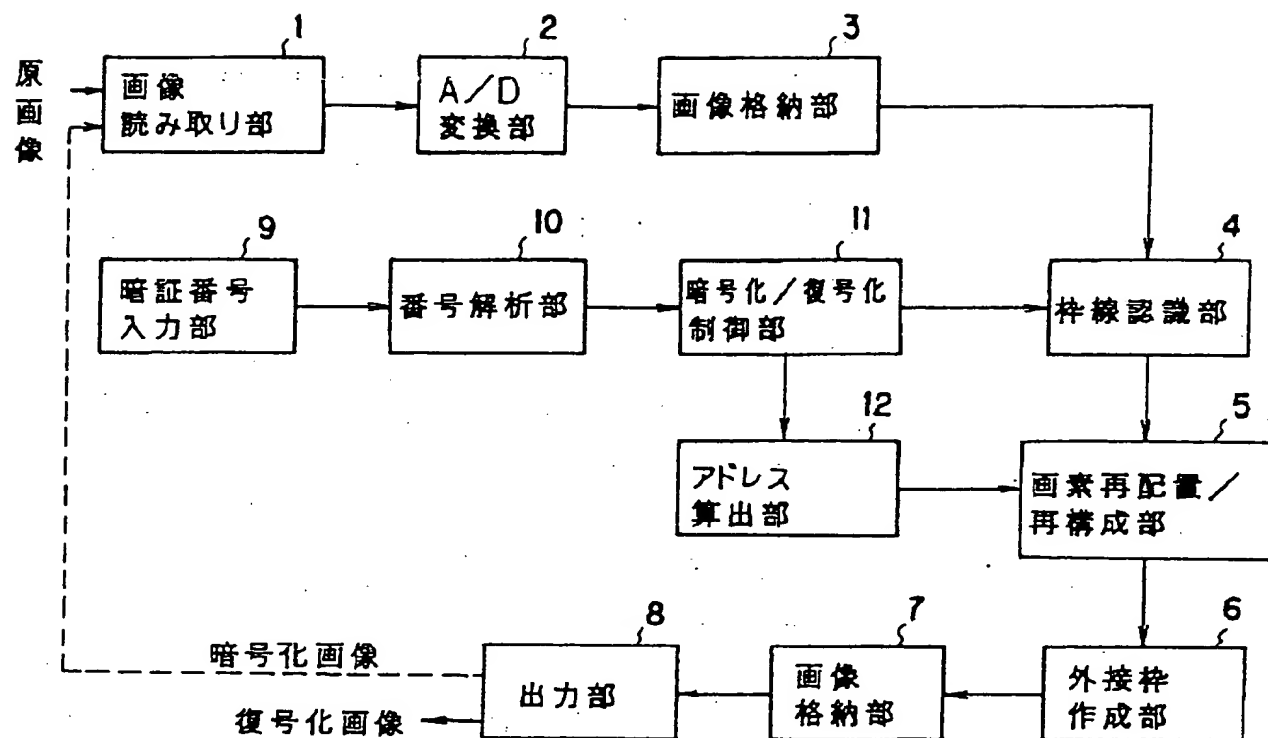 原画像
1
画像
読み取り部
2
A/D
変換部
3
画像格納部
9
暗証番号
入力部
10
番号解析部
11
暗号化/復号化
制御部
4
枠線認識部
12
アドレス
算出部
5
画素再配置/
再構成部
暗号化画像
復号化画像
8
出力部
7
画像
格納部
6
外接枠
作成部